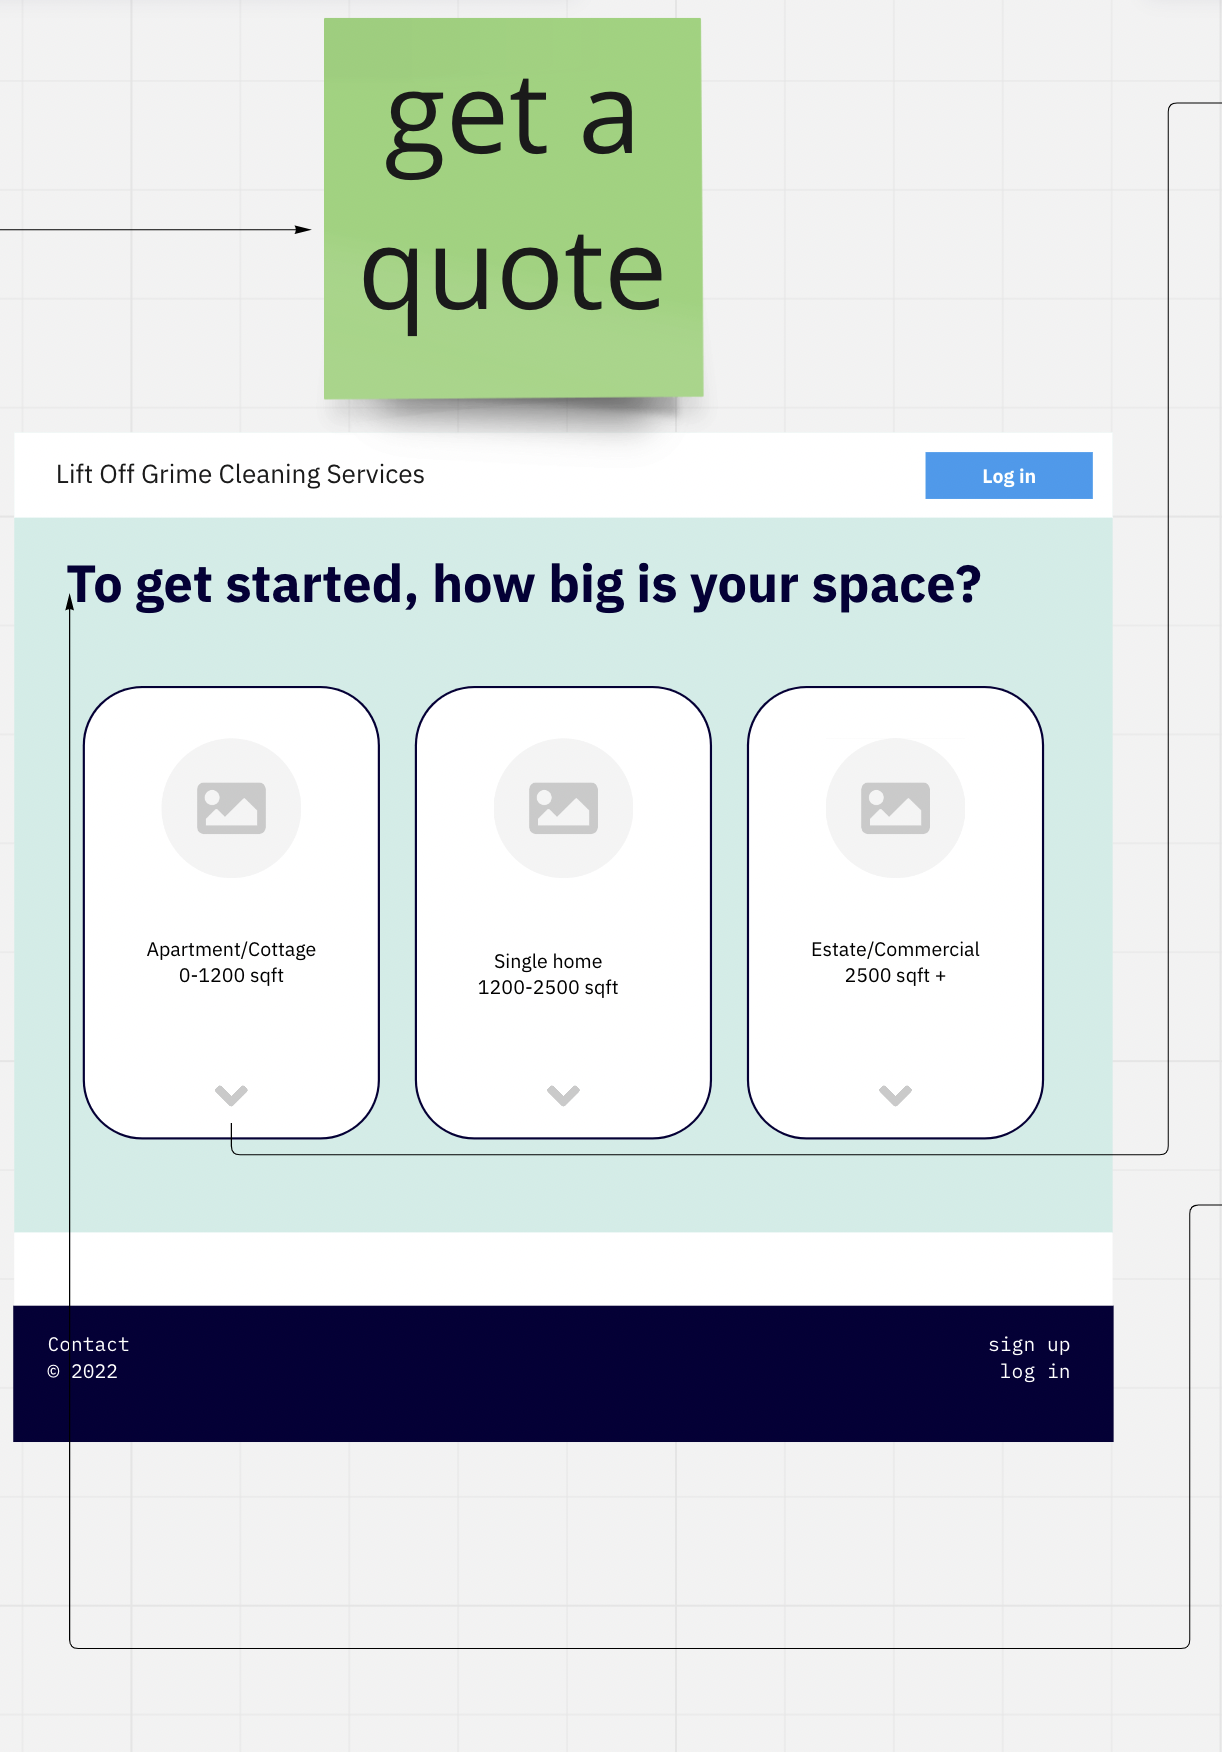 get a
quote
Lift Off Grime Cleaning Services
Log in
To get started, how big is your space?
Apartment/Cottage
0-1200 sqft
Single home
1200-2500 sqft
Estate/Commercial
2500 sqft +
Contact
© 2022
sign up
log in